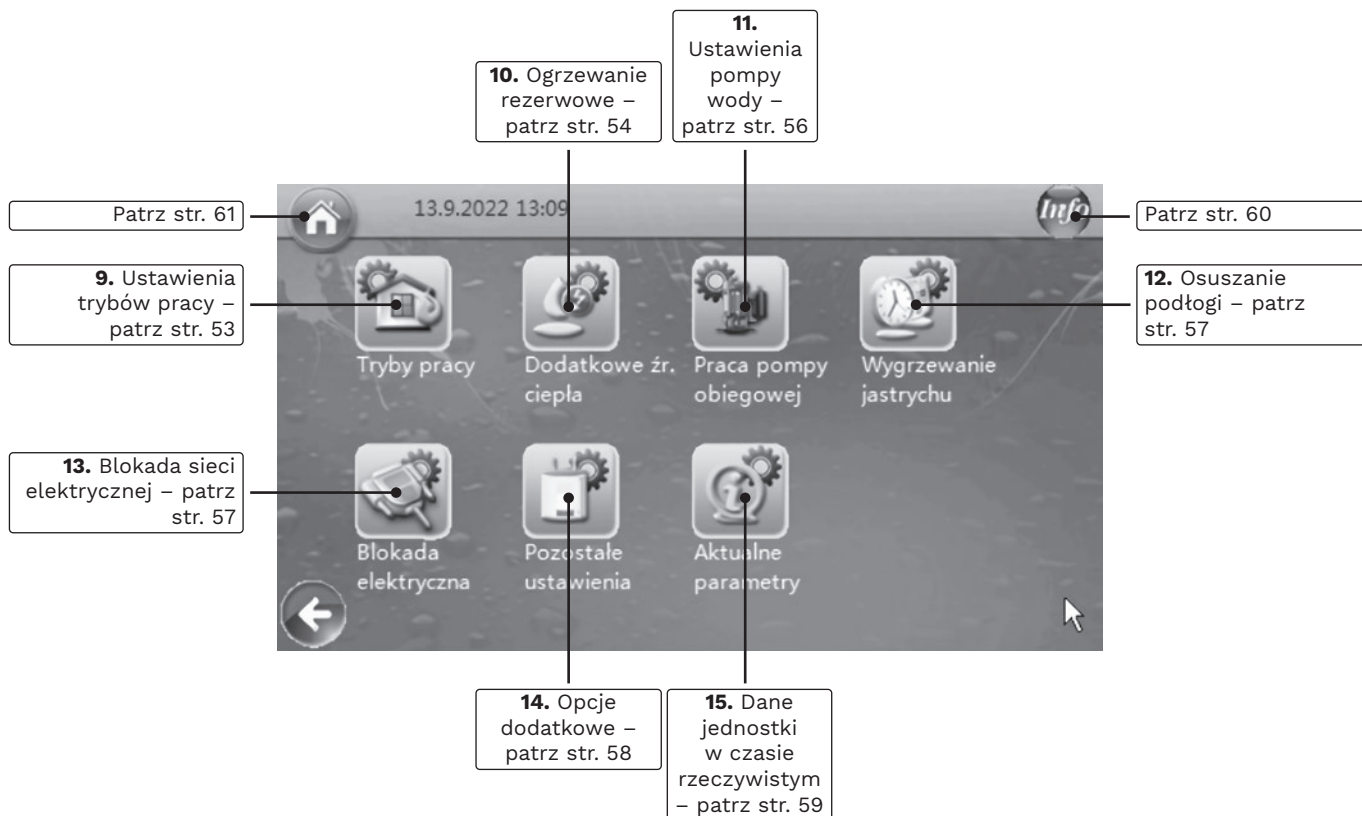 11.
Ustawienia
pompy
wody –
patrz str. 56
10. Ogrzewanie
rezerwowe –
patrz str. 54
Patrz str. 61
13.9.2022 13:09
Info
Patrz str. 60
9. Ustawienia
trybów pracy –
patrz str. 53
12. Osuszanie
podłogi – patrz
str. 57
Tryby pracy
Dodatkowe źr.
ciepła
Praca pompy
obiegowej
Wygrzewanie
jastrychu
13. Blokada sieci
elektrycznej – patrz
str. 57
Blokada
elektryczna
Pozostałe
ustawienia
Aktualne
parametry
14. Opcje
dodatkowe –
patrz str. 58
15. Dane
jednostki
w czasie
rzeczywistym
– patrz str. 59